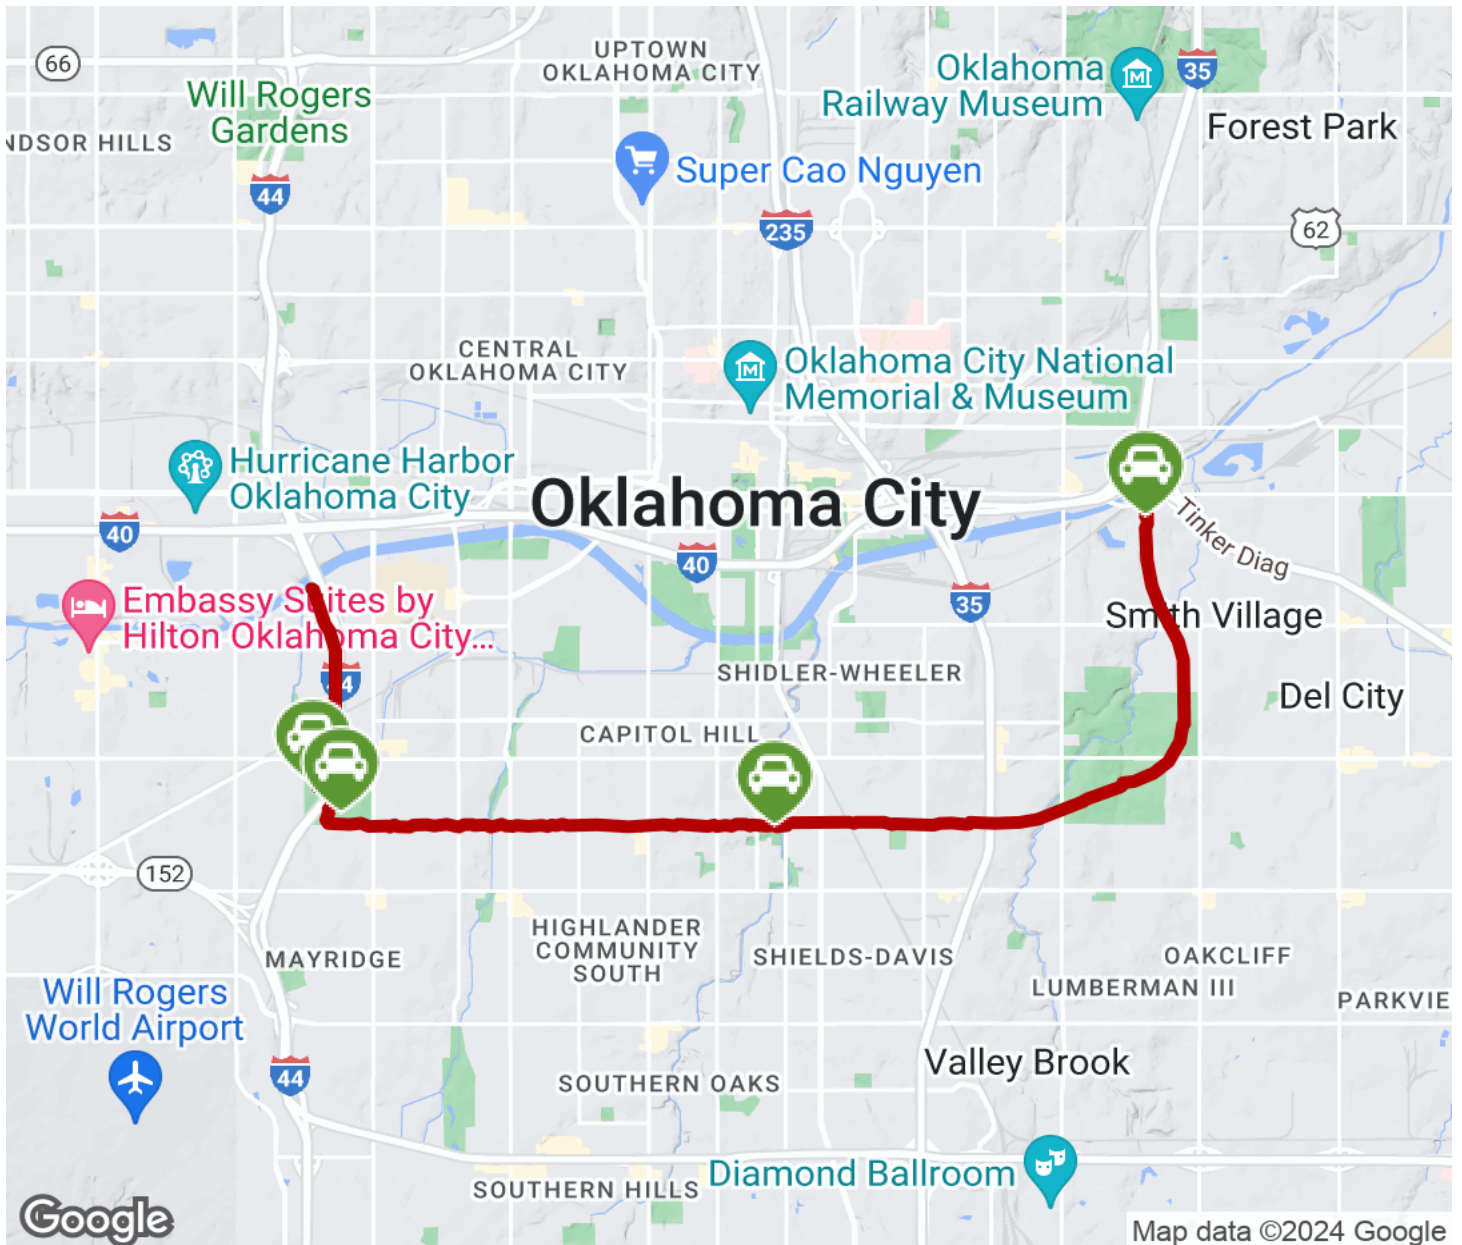 66
UPTOWN
OKLAHOMA CITY
Oklahoma
Railway Museum
35
Will Rogers
Gardens
NDSOR HILLS
Forest Park
Super Cao Nguyen
44
235
62
CENTRAL
OKLAHOMA CITY
Oklahoma City National
Memorial & Museum
Hurricane Harbor
Oklahoma City
Oklahoma City
40
Tinker Diag
40
Embassy Suites by
Hilton Oklahoma City...
35
Smith Village
SHIDLER-WHEELER
44
Del City
CAPITOL HILL
152
HIGHLANDER
COMMUNITY
SOUTH
MAYRIDGE
SHIELDS-DAVIS
OAKCLIFF
LUMBERMAN III
PARKVIE
Will Rogers
World Airport
Valley Brook
44
SOUTHERN OAKS
Diamond Ballroom
SOUTHERN HILLS
Google
Map data ©2024 Google